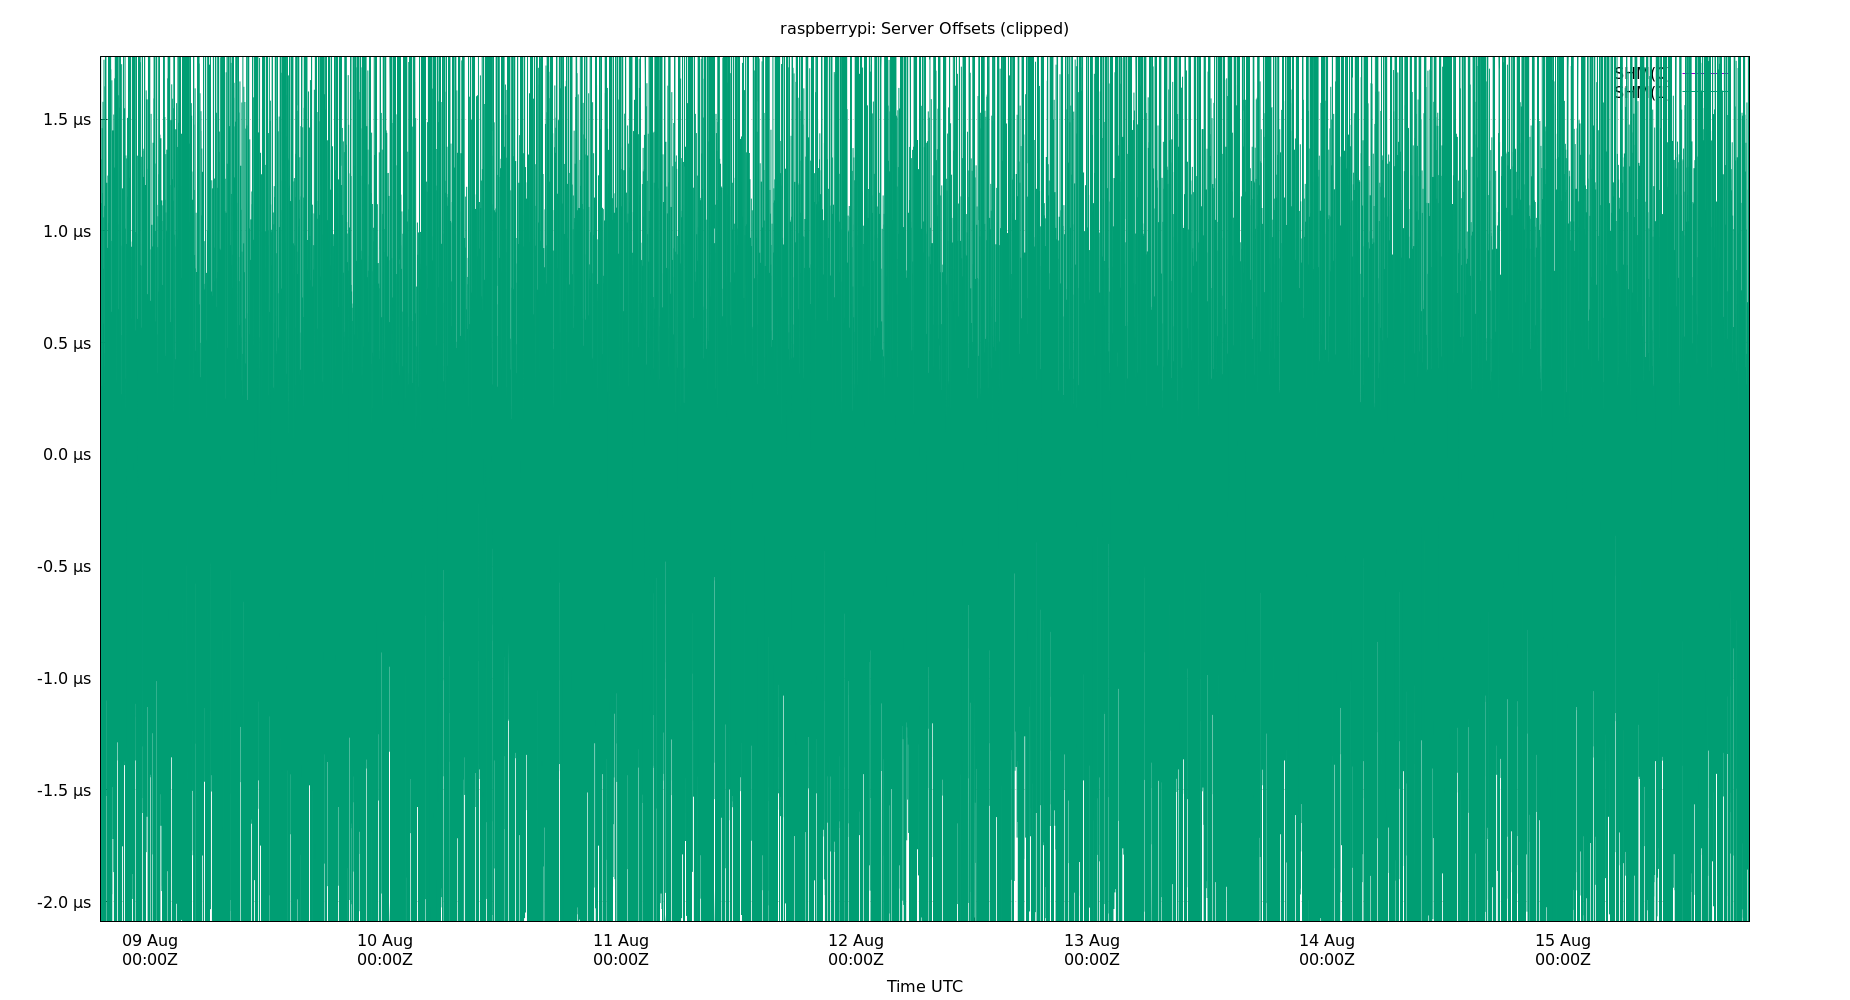 raspberrypi: Server Offsets (clipped)
1.5 µs
1.0 µs
0.5 µs
0.0 µs
-0.5 µs
-1.0 µs
-1.5 µs
-2.0 µs
09 Aug 10 Aug 11 Aug 12 Aug 13 Aug 14 Aug 15 Aug
00:00Z 00:00Z 00:00Z 00:00Z 00:00Z 00:00Z 00:00Z
Time UTC